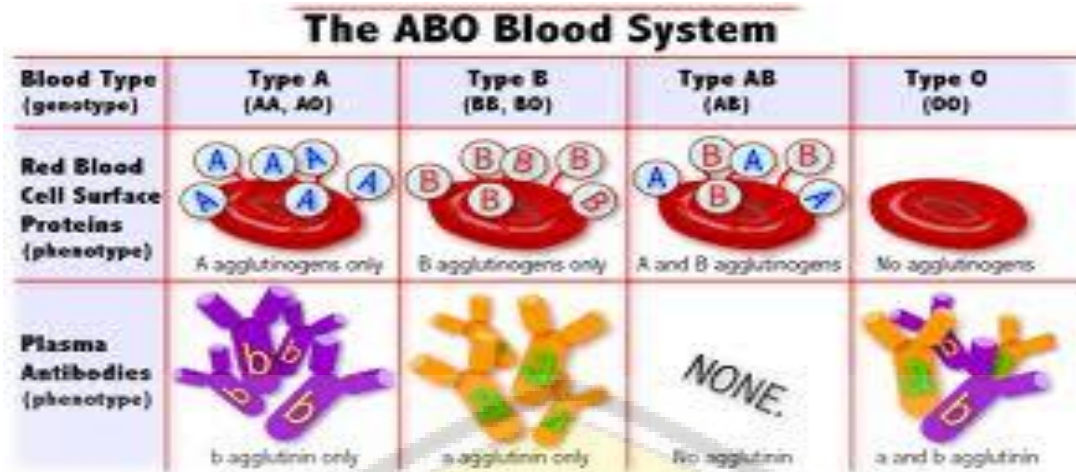 The ABO Blood System
Blood Type
(genotype)
Type A
(AA, AO)
Type B
(BB, BO)
Type AB
(AB)
Type O
(OO)
Red Blood
Cell Surface
Proteins
(phenotype)
A A A A A A
A agglutinogens only
B B B B B B
B agglutinogens only
A B A B B A
A and B agglutinogens
No agglutinogens
Plasma
Antibodies
(phenotype)
b b b b
b agglutinin only
a agglutinin only
NONE.
No agglutinin
b b
a and b agglutinin